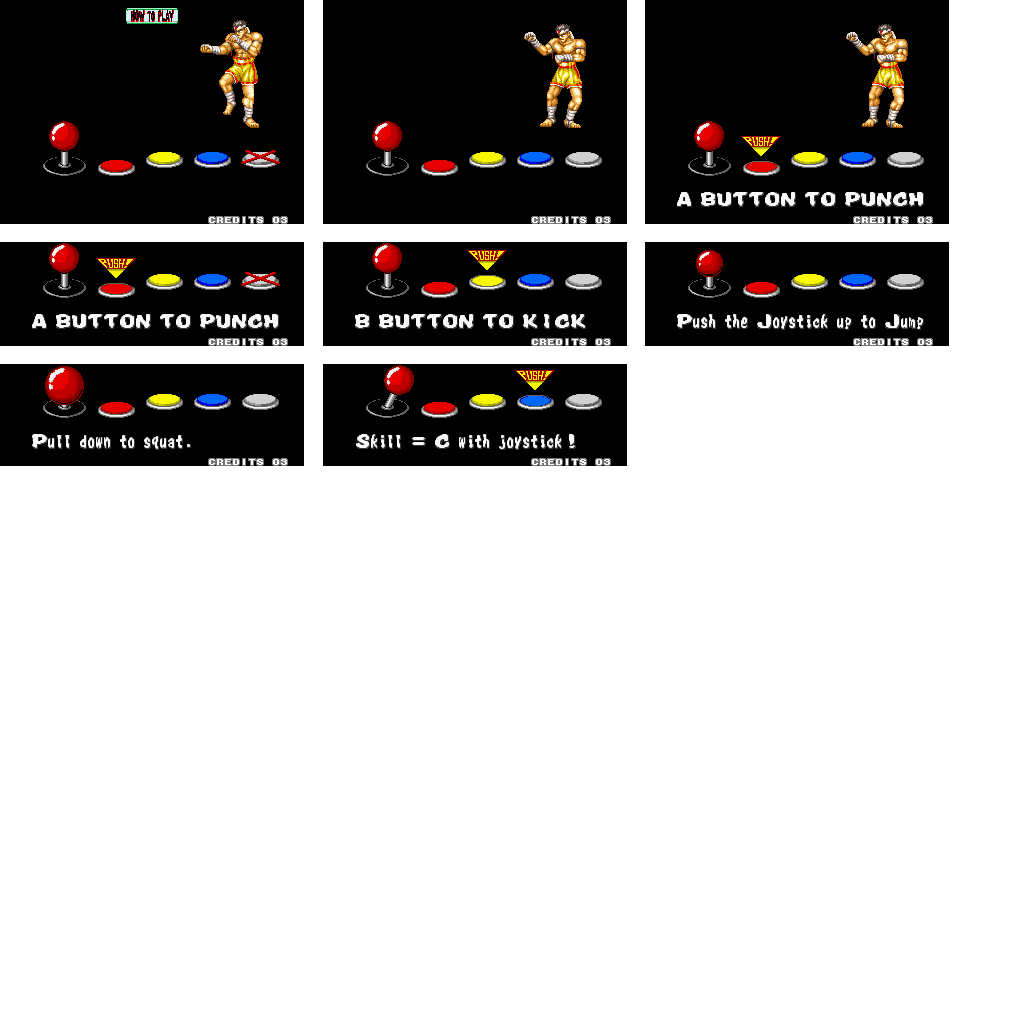 HOW TO PLAY
CREDITS 03
CREDITS 03
PUSH!
A BUTTON TO PUNCH
CREDITS 03
PUSH!
A BUTTON TO PUNCH
CREDITS 03
PUSH!
B BUTTON TO KICK
CREDITS 03
Push the Joystick up to Jump
CREDITS 03
Pull down to squat.
CREDITS 03
PUSH!
Skill = C with joystick!
CREDITS 03